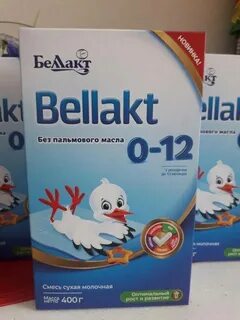 БеЛЛакт
НОВИНКА!
Bellakt
Без пальмового масла
0-12
с рождения
до 12 месяцев
Смесь сухая молочная
Масса нетто 400 г
Оптимальный
рост и развитие